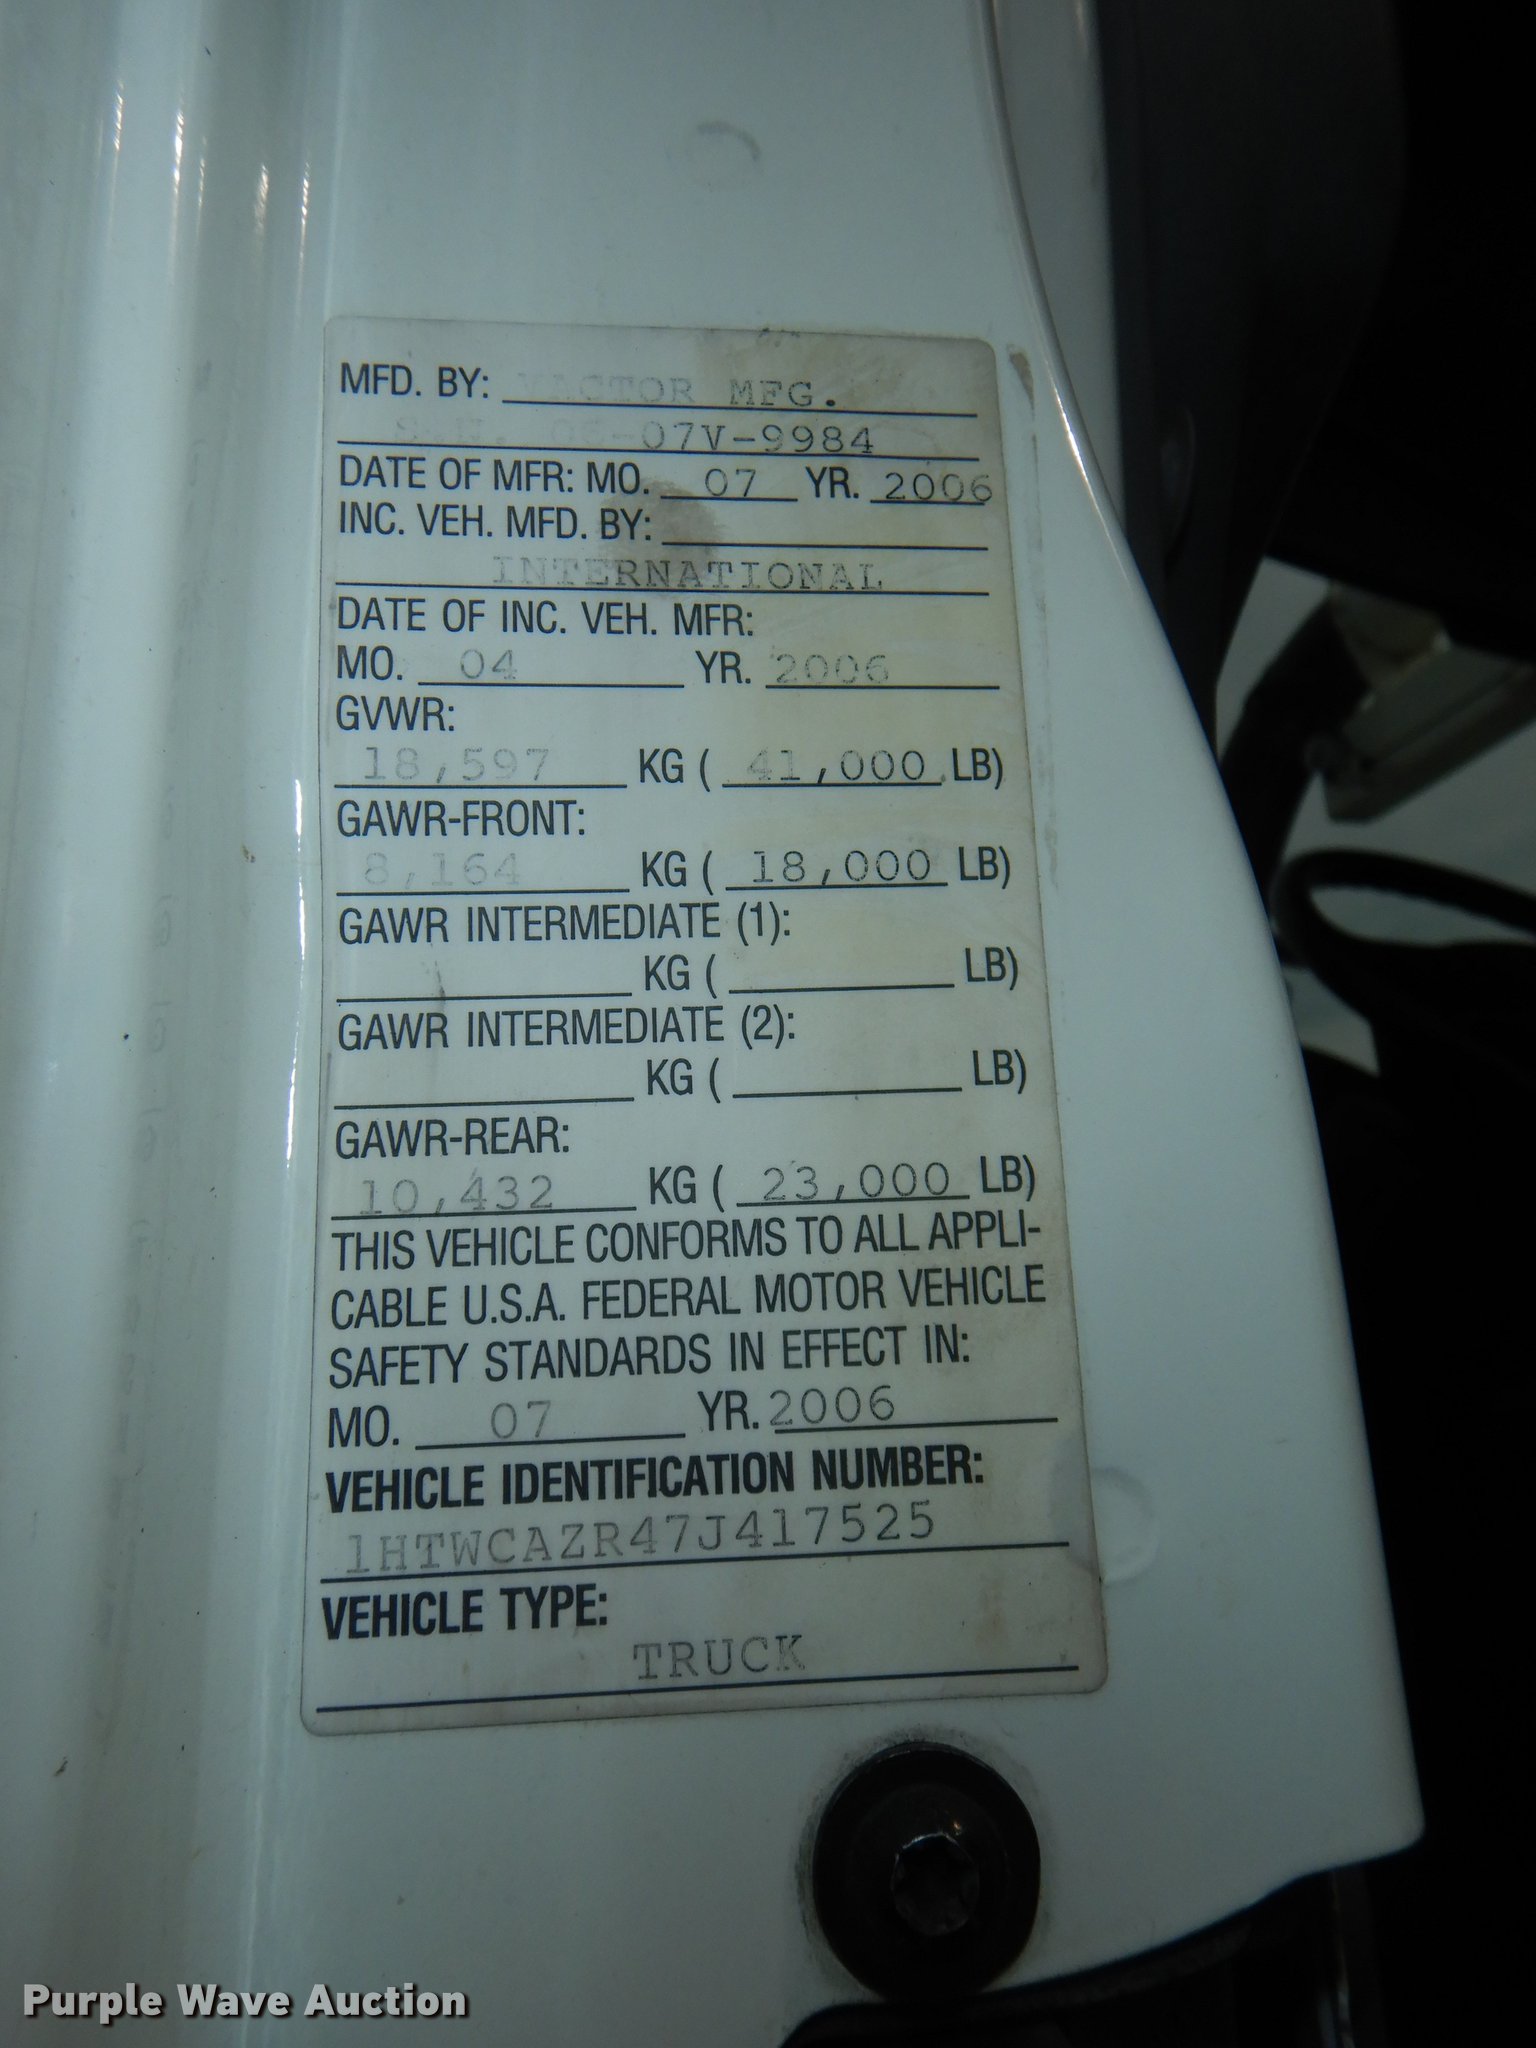 MFD. BY: VACTOR MFG.
S.N. 06-07V-9984
DATE OF MFR: MO. 07 YR. 2006
INC. VEH. MFD. BY:
INTERNATIONAL
DATE OF INC. VEH. MFR:
MO. 04 YR. 2006
GVWR:
18,597 KG ( 41,000 LB)
GAWR-FRONT:
8,164 KG ( 18,000 LB)
GAWR INTERMEDIATE (1):
KG ( LB)
GAWR INTERMEDIATE (2):
KG ( LB)
GAWR-REAR:
10,432 KG ( 23,000 LB)
THIS VEHICLE CONFORMS TO ALL APPLI-
CABLE U.S.A. FEDERAL MOTOR VEHICLE
SAFETY STANDARDS IN EFFECT IN:
MO. 07 YR. 2006
VEHICLE IDENTIFICATION NUMBER:
1HTWCAZR47J417525
VEHICLE TYPE:
TRUCK
Purple Wave Auction